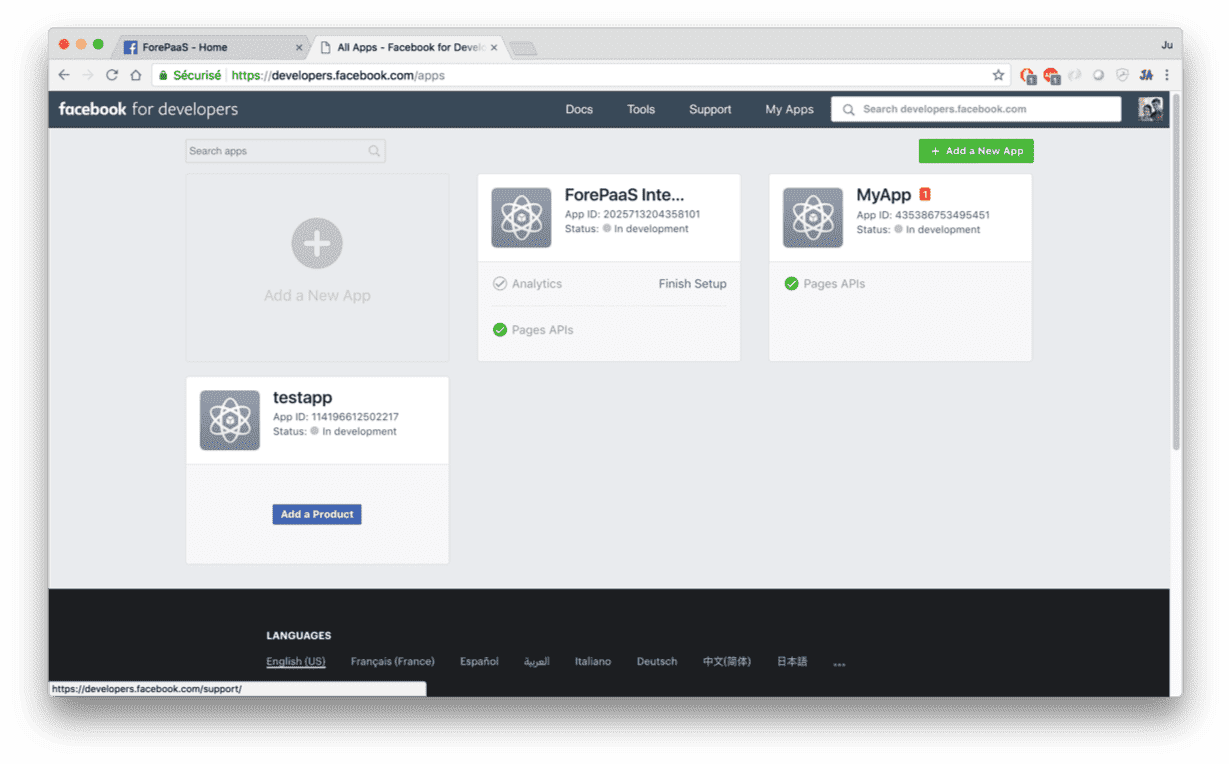 ForePaaS - Home
All Apps - Facebook for Devel
Ju
Sécurisé https://developers.facebook.com/apps
facebook for developers Docs Tools Support My Apps Search developers.facebook.com
Search apps + Add a New App
Add a New App
ForePaaS Inte...
App ID: 2025713204358101
Status: In development
Analytics Finish Setup
Pages APIs
MyApp 1
App ID: 435386753495451
Status: In development
Pages APIs
testapp
App ID: 114196612502217
Status: In development
Add a Product
LANGUAGES
English (US) Français (France) Español العربية Italiano Deutsch 中文(简体) 日本語 ...
https://developers.facebook.com/support/